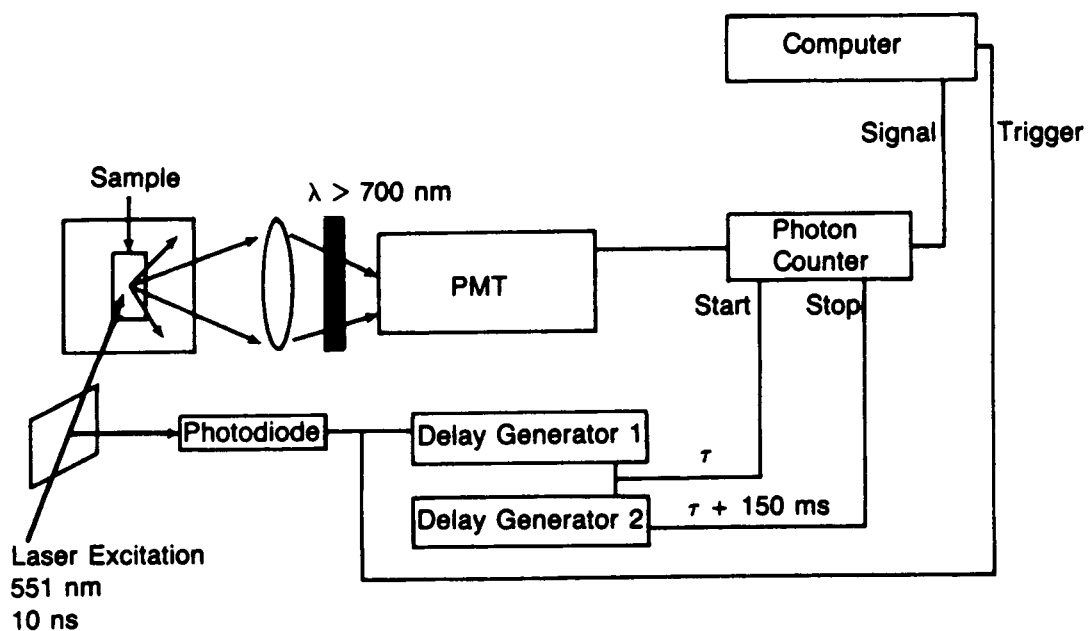 Computer
Signal
Trigger
Sample
λ > 700 nm
PMT
Photon
Counter
Start
Stop
Photodiode
Delay Generator 1
τ
Delay Generator 2
τ + 150 ms
Laser Excitation
551 nm
10 ns